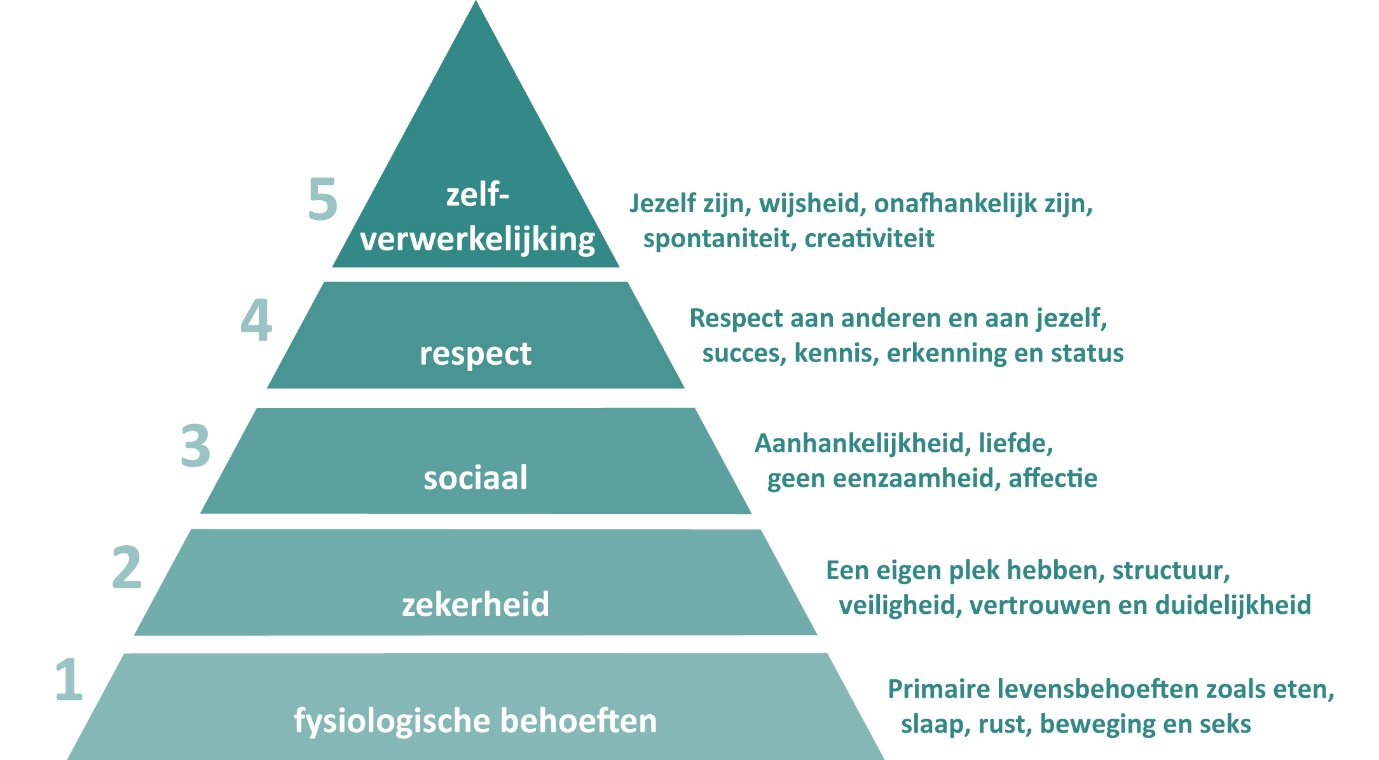 5
zelf-
verwerkelijking
Jezelf zijn, wijsheid, onafhankelijk zijn,
spontaniteit, creativiteit
4
respect
Respect aan anderen en aan jezelf,
succes, kennis, erkenning en status
3
sociaal
Aanhankelijkheid, liefde,
geen eenzaamheid, affectie
2
zekerheid
Een eigen plek hebben, structuur,
veiligheid, vertrouwen en duidelijkheid
1
fysiologische behoeften
Primaire levensbehoeften zoals eten,
slaap, rust, beweging en seks